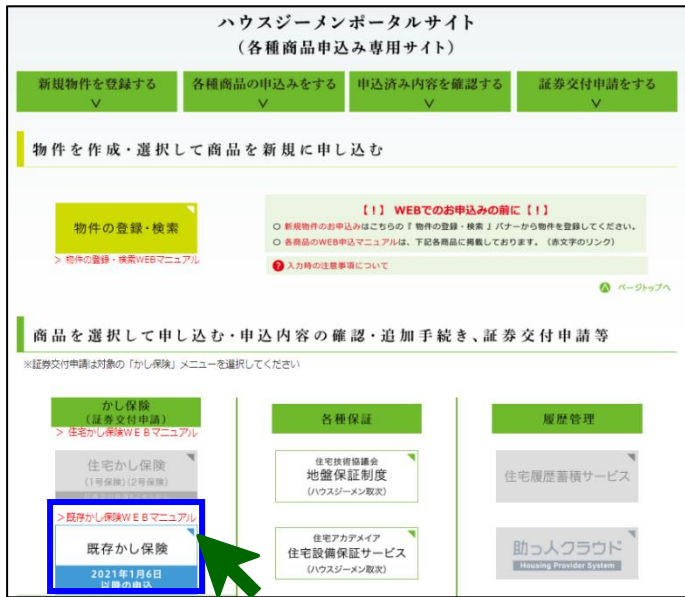 ハウスジーメンポータルサイト
（各種商品申込み専用サイト）
新規物件を登録する
各種商品の申込みをする
申込済み内容を確認する
証券交付申請をする
物件を作成・選択して商品を新規に申し込む
物件の登録・検索
> 物件の登録・検索WEBマニュアル
【！】 WEBでのお申込みの前に【！】
○ 新規物件のお申込みはこちらの『 物件の登録・検索 』バナーから物件を登録してください。
○ 各商品のWEB申込マニュアルは、下記各商品に掲載しております。（赤文字のリンク）
? 入力時の注意事項について
ページトップへ
商品を選択して申し込む・申込内容の確認・追加手続き、証券交付申請等
※証券交付申請は対象の「かし保険」メニューを選択してください
かし保険
（証券交付申請）
> 住宅かし保険ＷＥＢマニュアル
住宅かし保険
(1号保険)(2号保険)
>既存かし保険ＷＥＢマニュアル
既存かし保険
2021年1月6日
以降の申込
各種保証
住宅技術協議会
地盤保証制度
(ハウスジーメン取次)
住宅アカデメイア
住宅設備保証サービス
(ハウスジーメン取次)
履歴管理
住宅履歴蓄積サービス
助っ人クラウド
Housing Provider System